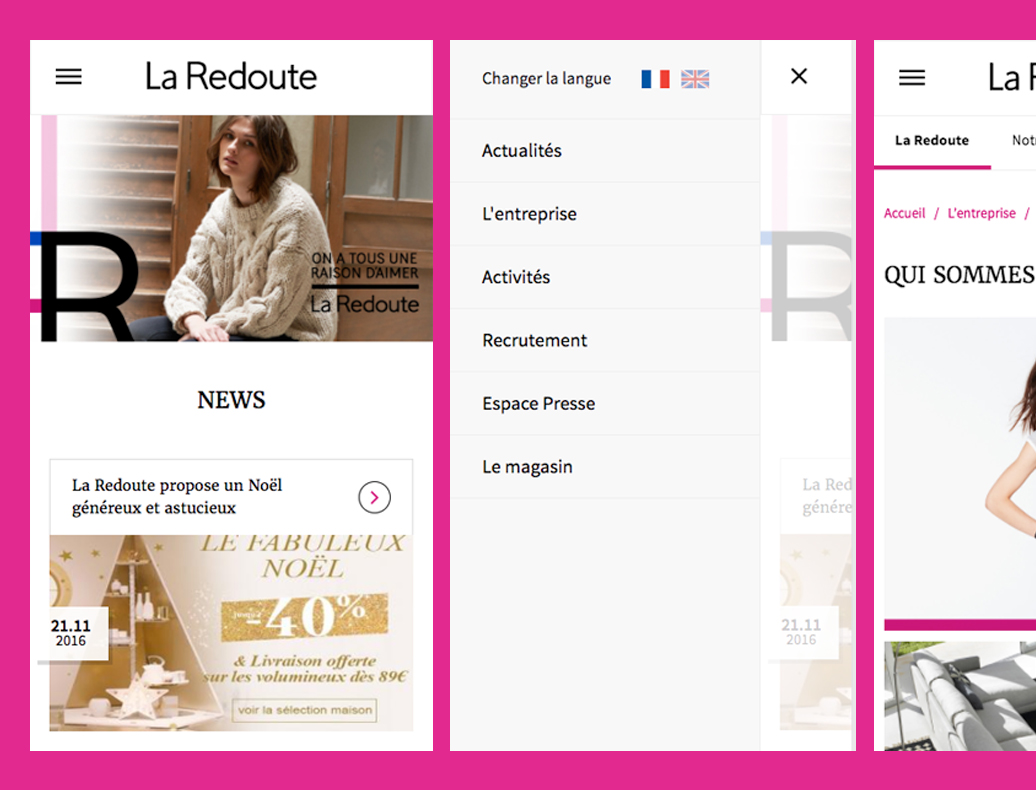 La Redoute
R
ON A TOUS UNE
RAISON D'AIMER
La Redoute
NEWS
La Redoute propose un Noël
généreux et astucieux
LE FABULEUX
NOËL
jusqu'à
-40%
& Livraison offerte
sur les volumineux dès 89€
voir la sélection maison
21.11
2016
Changer la langue
Actualités
L'entreprise
Activités
Recrutement
Espace Presse
Le magasin
R
La Red
génére
21.11
2016
La R
La Redoute
Not
Accueil / L'entreprise /
QUI SOMMES